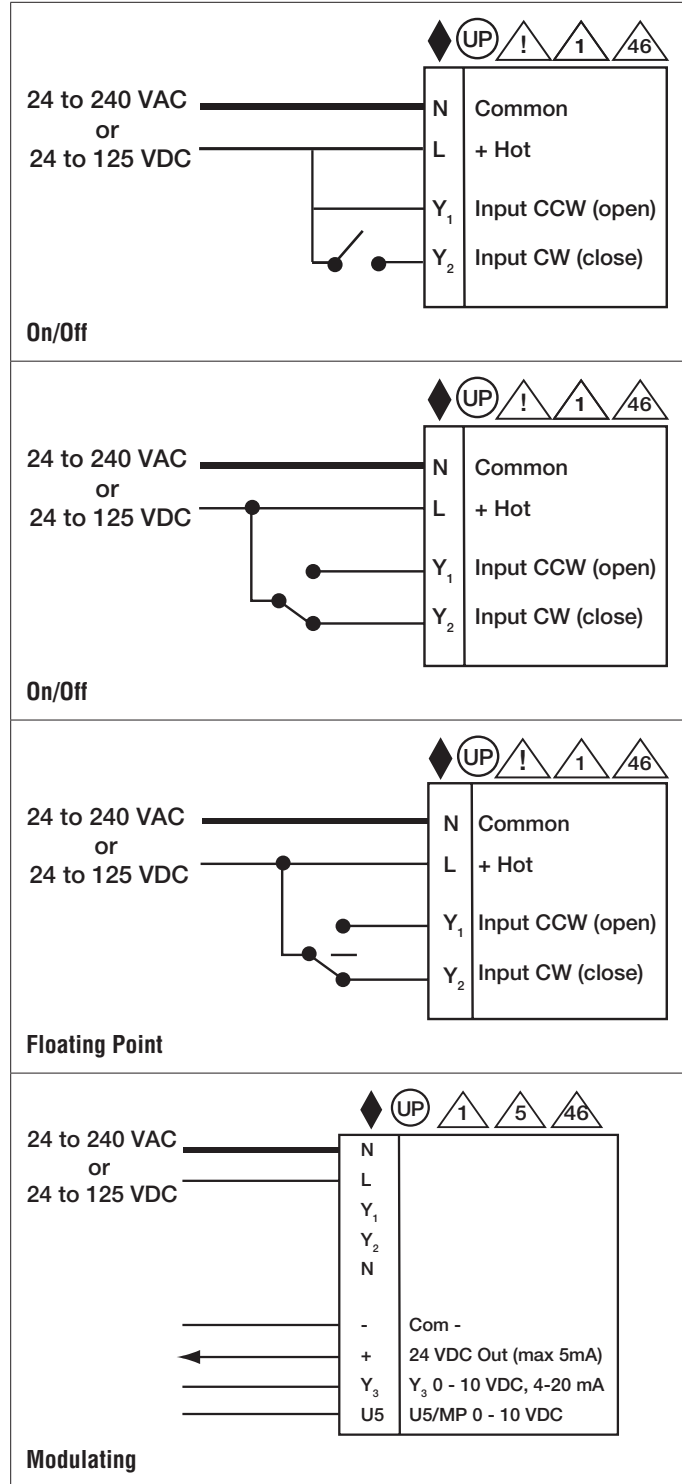 UP ! 1 46
24 to 240 VAC
or
24 to 125 VDC
N Common
L + Hot
Y1 Input CCW (open)
Y2 Input CW (close)
On/Off
UP ! 1 46
24 to 240 VAC
or
24 to 125 VDC
N Common
L + Hot
Y1 Input CCW (open)
Y2 Input CW (close)
On/Off
UP ! 1 46
24 to 240 VAC
or
24 to 125 VDC
N Common
L + Hot
Y1 Input CCW (open)
Y2 Input CW (close)
Floating Point
UP 1 5 46
24 to 240 VAC
or
24 to 125 VDC
N
L
Y1
Y2
N
- Com -
+ 24 VDC Out (max 5mA)
Y3 Y3 0 - 10 VDC, 4-20 mA
U5 U5/MP 0 - 10 VDC
Modulating